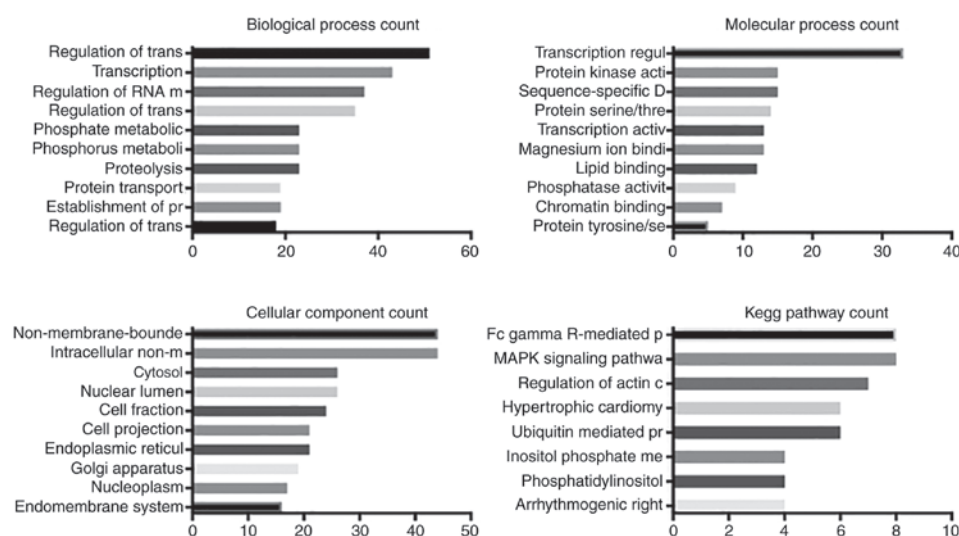 Biological process count
Regulation of trans
Transcription
Regulation of RNA m
Regulation of trans
Phosphate metabolic
Phosphorus metaboli
Proteolysis
Protein transport
Establishment of pr
Regulation of trans
0 20 40 60
Molecular process count
Transcription regul
Protein kinase acti
Sequence-specific D
Protein serine/thre
Transcription activ
Magnesium ion bindi
Lipid binding
Phosphatase activit
Chromatin binding
Protein tyrosine/se
0 10 20 30 40
Cellular component count
Non-membrane-bounde
Intracellular non-m
Cytosol
Nuclear lumen
Cell fraction
Cell projection
Endoplasmic reticul
Golgi apparatus
Nucleoplasm
Endomembrane system
0 10 20 30 40 50
Kegg pathway count
Fc gamma R-mediated p
MAPK signaling pathwa
Regulation of actin c
Hypertrophic cardiomy
Ubiquitin mediated pr
Inositol phosphate me
Phosphatidylinositol
Arrhythmogenic right
0 2 4 6 8 10